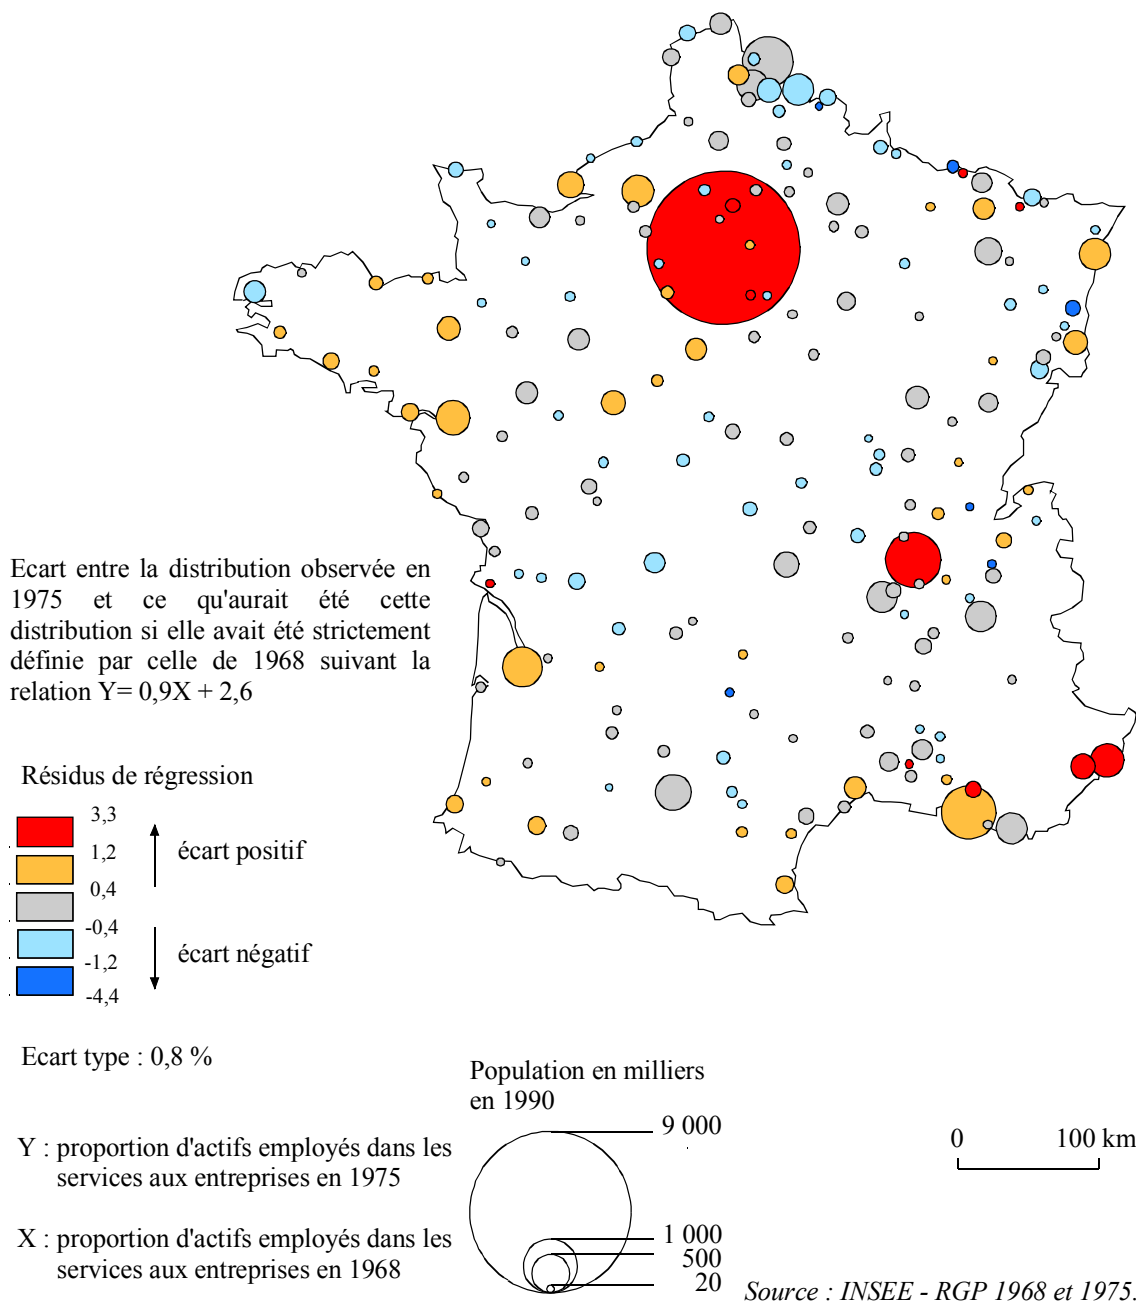 Ecart entre la distribution observée en
1975 et ce qu'aurait été cette
distribution si elle avait été strictement
définie par celle de 1968 suivant la
relation Y= 0,9X + 2,6
Résidus de régression
3,3
1,2
0,4
-0,4
-1,2
-4,4
écart positif
écart négatif
Ecart type : 0,8 %
Population en milliers
en 1990
9 000
1 000
500
20
Y : proportion d'actifs employés dans les
services aux entreprises en 1975
X : proportion d'actifs employés dans les
services aux entreprises en 1968
0 100 km
Source : INSEE - RGP 1968 et 1975.